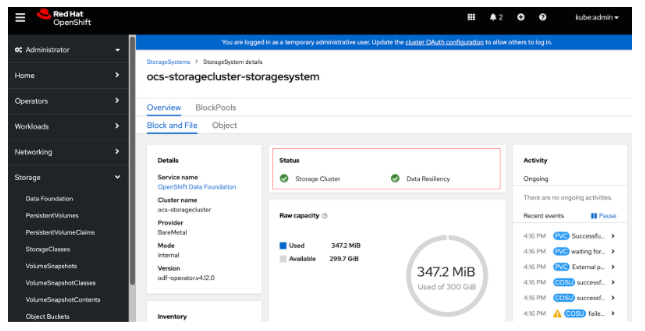 Red Hat
OpenShift
2
kube:admin
You are logged in as a temporary administrative user. Update the cluster OAuth configuration to allow others to log in.
Administrator
Home
Operators
Workloads
Networking
Storage
Data Foundation
PersistentVolumes
PersistentVolumeClaims
StorageClasses
VolumeSnapshots
VolumeSnapshotClasses
VolumeSnapshotContents
Object Buckets
StorageSystems > StorageSystem details
ocs-storagecluster-storagesystem
Overview BlockPools
Block and File Object
Details
Service name
OpenShift Data Foundation
Cluster name
ocs-storagecluster
Provider
BareMetal
Mode
Internal
Version
odf-operator.v4.12.0
Inventory
Status
Storage Cluster Data Resiliency
Raw capacity
Used 347.2 MiB
Available 299.7 GiB
347.2 MiB
Used of 300 GiB
Activity
Ongoing
There are no ongoing activities.
Recent events Pause
4:16 PM PVC Successfu...
4:16 PM PVC waiting for...
4:16 PM PVC External p...
4:16 PM COSU successf...
4:16 PM COSU successf...
4:16 PM COSU faile...